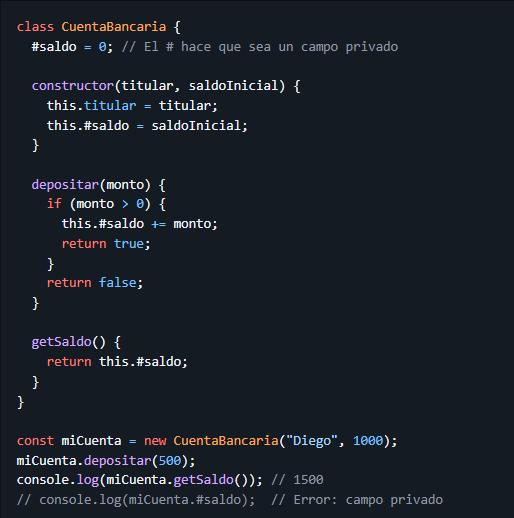 class CuentaBancaria {
  #saldo = 0; // El # hace que sea un campo privado

  constructor(titular, saldoInicial) {
    this.titular = titular;
    this.#saldo = saldoInicial;
  }

  depositar(monto) {
    if (monto > 0) {
      this.#saldo += monto;
      return true;
    }
    return false;
  }

  getSaldo() {
    return this.#saldo;
  }
}

const miCuenta = new CuentaBancaria("Diego", 1000);
miCuenta.depositar(500);
console.log(miCuenta.getSaldo()); // 1500
// console.log(miCuenta.#saldo);  // Error: campo privado